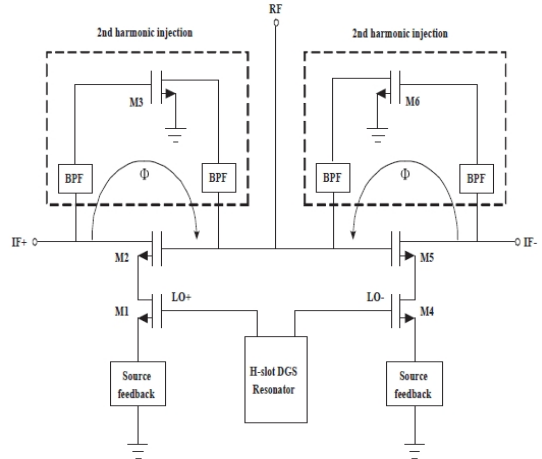 RF
2nd harmonic injection
2nd harmonic injection
M3
M6
BPF
Φ
BPF
BPF
Φ
BPF
IF+
M2
M5
IF-
M1
LO+
LO-
M4
Source
feedback
H-slot DGS
Resonator
Source
feedback